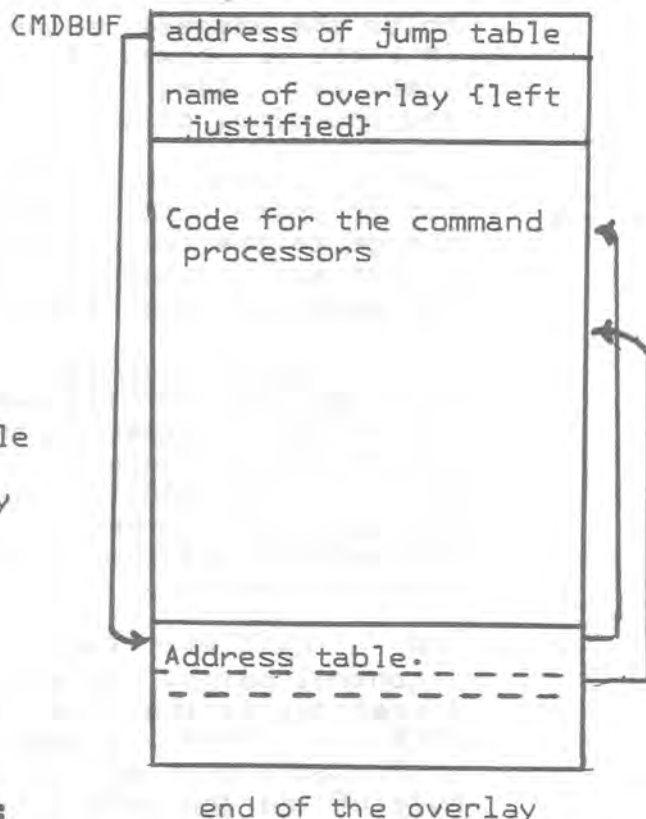 CMDBUF address of jump table
name of overlay {left
justified}
Code for the command
processors
le
y
Address table.
end of the overlay